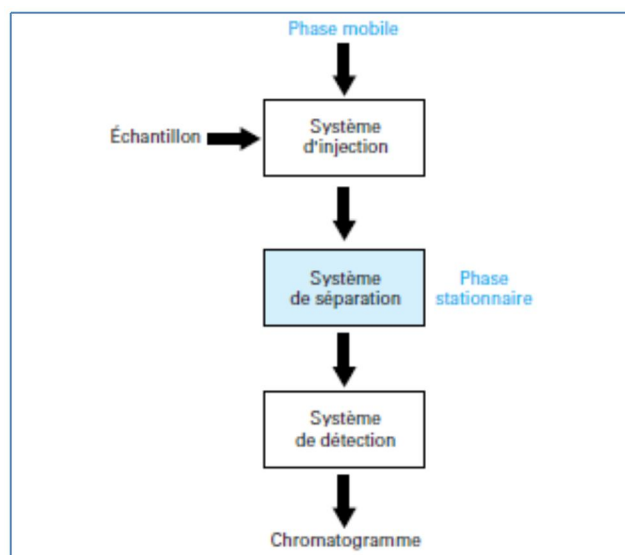 Phase mobile
Échantillon
Système
d'injection
Système
de séparation
Phase
stationnaire
Système
de détection
Chromatogramme